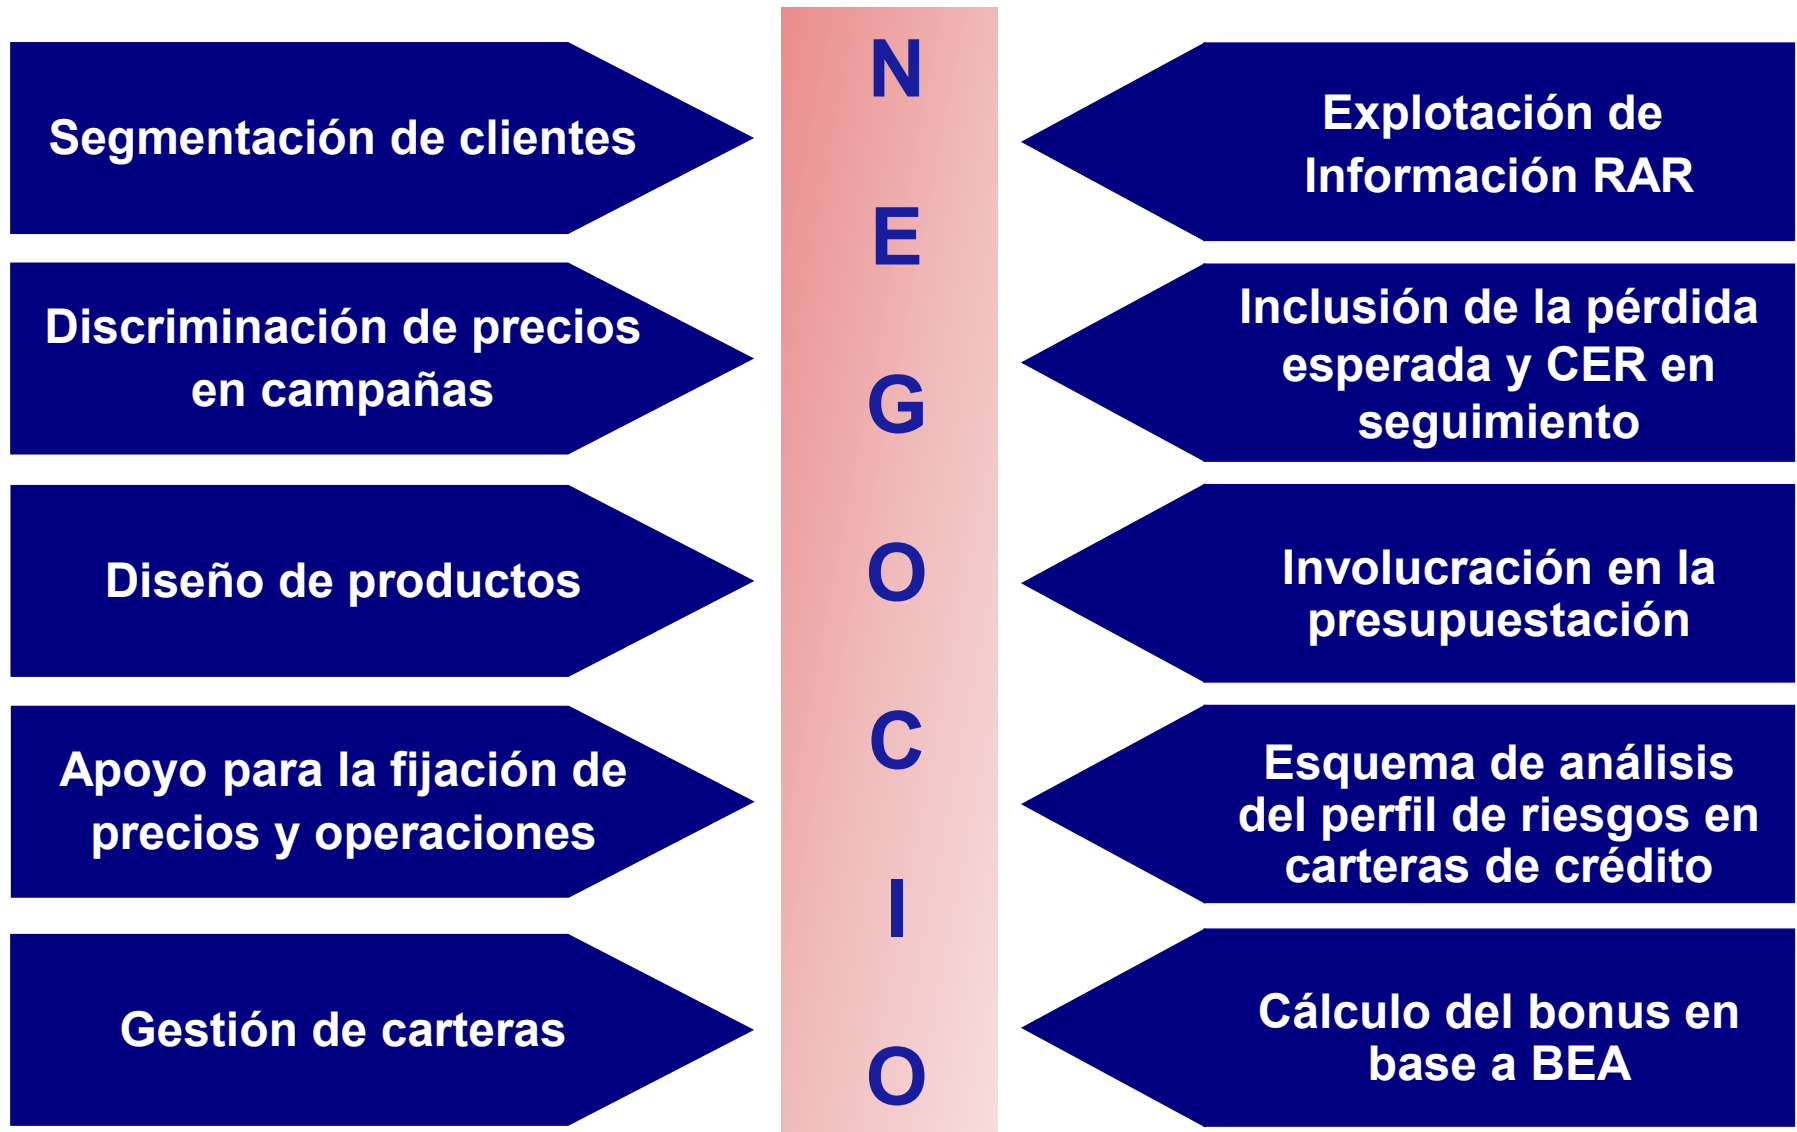 Segmentación de clientes
Discriminación de precios
en campañas
Diseño de productos
Apoyo para la fijación de
precios y operaciones
Gestión de carteras
N
E
G
O
C
I
O
Explotación de
Información RAR
Inclusión de la pérdida
esperada y CER en
seguimiento
Involucración en la
presupuestación
Esquema de análisis
del perfil de riesgos en
carteras de crédito
Cálculo del bonus en
base a BEA